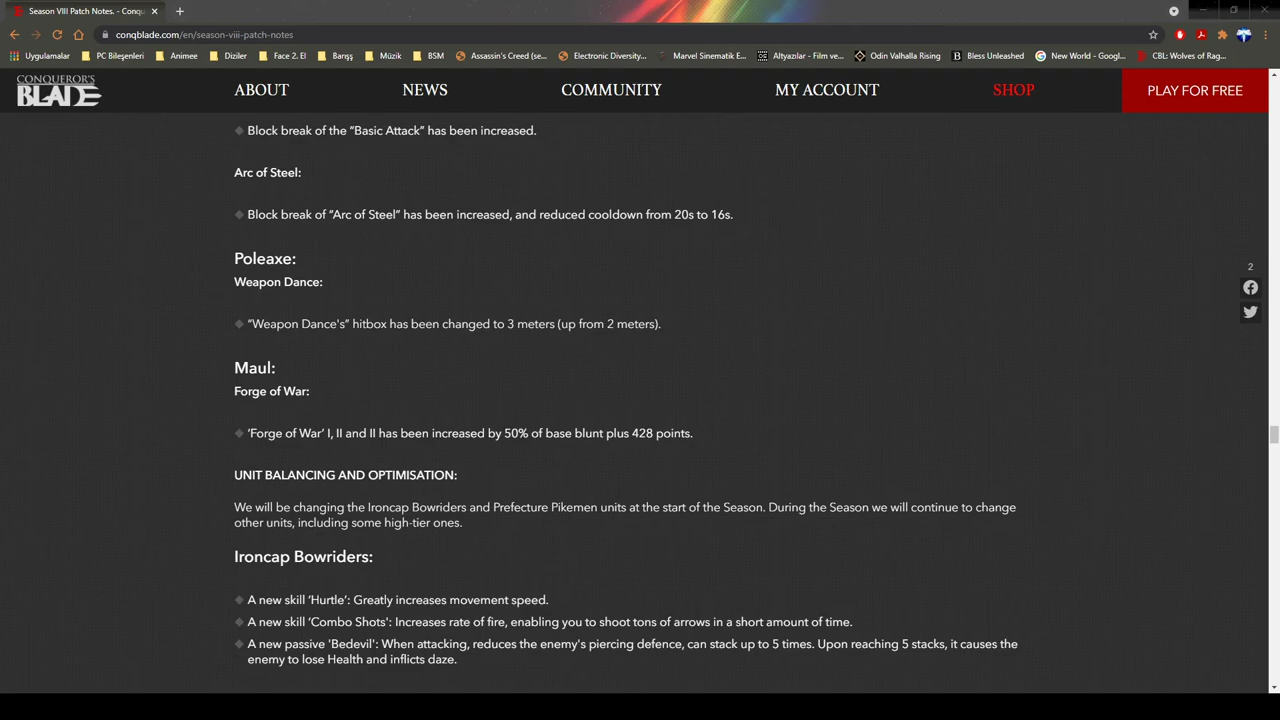 Season VIII Patch Notes. - Conqu
conqblade.com/en/season-viii-patch-notes
Uygulamalar
PC Bileşenleri
Animee
Diziler
Face 2. El
Barışş
Müzik
BSM
Assassin's Creed (se...
Electronic Diversity...
Marvel Sinematik E...
Altyazılar - Film ve...
Odin Valhalla Rising
Bless Unleashed
New World - Googl...
CBL: Wolves of Rag...
CONQUEROR'S
BLADE
ABOUT
NEWS
COMMUNITY
MY ACCOUNT
SHOP
PLAY FOR FREE
Block break of the “Basic Attack” has been increased.
Arc of Steel:
Block break of “Arc of Steel” has been increased, and reduced cooldown from 20s to 16s.
Poleaxe:
2
Weapon Dance:
“Weapon Dance's” hitbox has been changed to 3 meters (up from 2 meters).
Maul:
Forge of War:
‘Forge of War’ I, II and II has been increased by 50% of base blunt plus 428 points.
UNIT BALANCING AND OPTIMISATION:
We will be changing the Ironcap Bowriders and Prefecture Pikemen units at the start of the Season. During the Season we will continue to change
other units, including some high-tier ones.
Ironcap Bowriders:
A new skill ‘Hurtle’: Greatly increases movement speed.
A new skill ‘Combo Shots': Increases rate of fire, enabling you to shoot tons of arrows in a short amount of time.
A new passive 'Bedevil': When attacking, reduces the enemy's piercing defence, can stack up to 5 times. Upon reaching 5 stacks, it causes the
enemy to lose Health and inflicts daze.